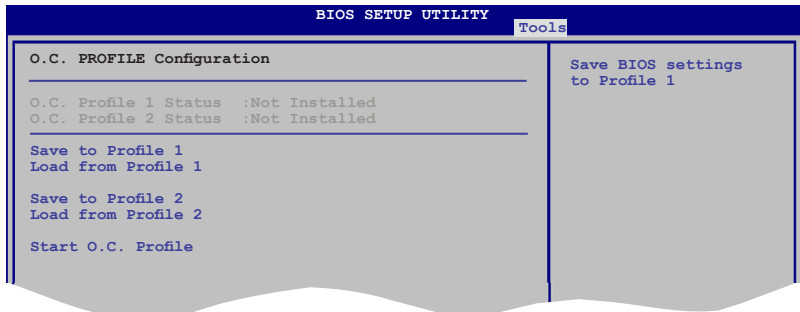 BIOS SETUP UTILITY
Tools
O.C. PROFILE Configuration
O.C. Profile 1 Status :Not Installed
O.C. Profile 2 Status :Not Installed
Save to Profile 1
Load from Profile 1
Save to Profile 2
Load from Profile 2
Start O.C. Profile
Save BIOS settings
to Profile 1